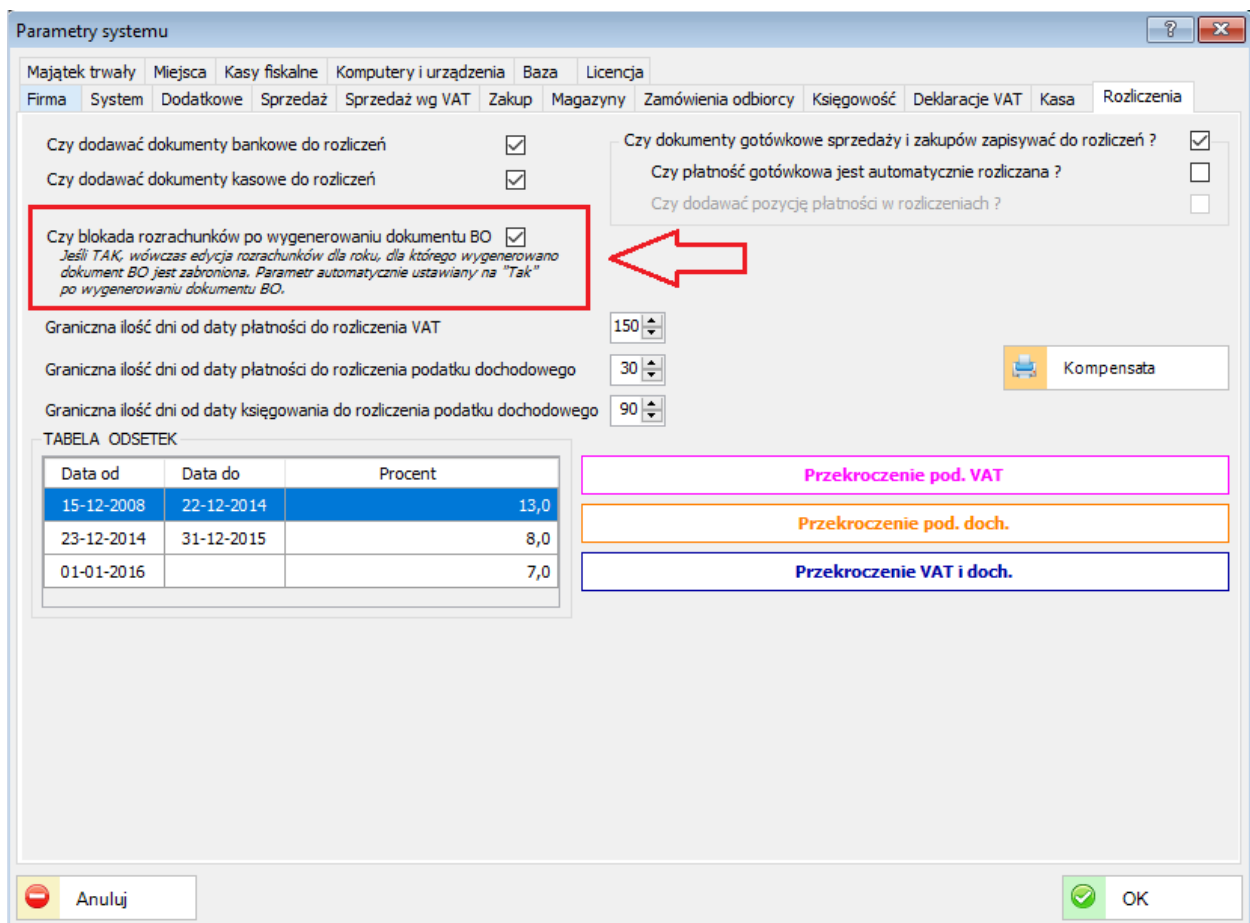 Parametry systemu
Majątek trwały Miejsca Kasy fiskalne Komputery i urządzenia Baza Licencja
Firma System Dodatkowe Sprzedaż Sprzedaż wg VAT Zakup Magazyny Zamówienia odbiorcy Księgowość Deklaracje VAT Kasa Rozliczenia
Czy dodawać dokumenty bankowe do rozliczeń
Czy dodawać dokumenty kasowe do rozliczeń
Czy dokumenty gotówkowe sprzedaży i zakupów zapisywać do rozliczeń ?
Czy płatność gotówkowa jest automatycznie rozliczana ?
Czy dodawać pozycję płatności w rozliczeniach ?
Czy blokada rozrachunków po wygenerowaniu dokumentu BO
Jeśli TAK, wówczas edycja rozrachunków dla roku, dla którego wygenerowano
dokument BO jest zabroniona. Parametr automatycznie ustawiany na "Tak"
po wygenerowaniu dokumentu BO.
Graniczna ilość dni od daty płatności do rozliczenia VAT 150
Graniczna ilość dni od daty płatności do rozliczenia podatku dochodowego 30
Graniczna ilość dni od daty księgowania do rozliczenia podatku dochodowego 90
Kompensata
TABELA ODSETEK
Data od Data do Procent
15-12-2008 22-12-2014 13,0
23-12-2014 31-12-2015 8,0
01-01-2016 7,0
Przekroczenie pod. VAT
Przekroczenie pod. doch.
Przekroczenie VAT i doch.
Anuluj OK